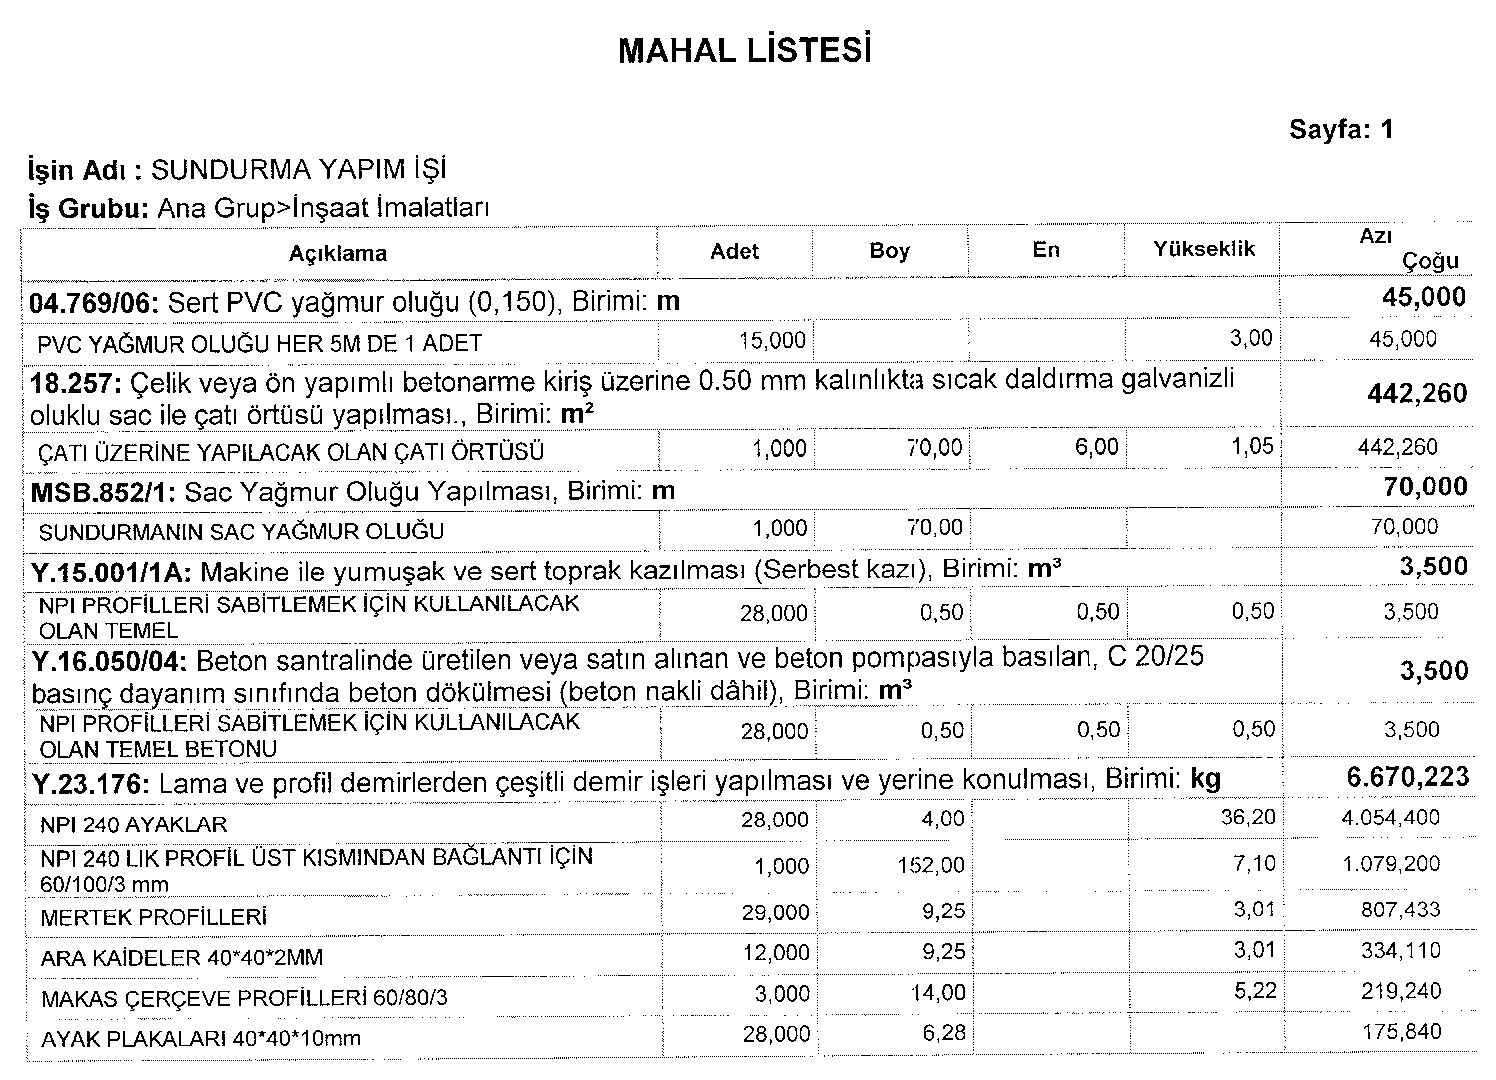 MAHAL LİSTESİ
Sayfa: 1
İşin Adı : SUNDURMA YAPIM İŞİ
İş Grubu: Ana Grup>İnşaat İmalatları
Açıklama Adet Boy En Yükseklik Azı
Çoğu
04.769/06: Sert PVC yağmur oluğu (0,150), Birimi: m 45,000
PVC YAĞMUR OLUĞU HER 5M DE 1 ADET 15,000 3,00 45,000
18.257: Çelik veya ön yapımlı betonarme kiriş üzerine 0.50 mm kalınlıkta sıcak daldırma galvanizli
oluklu sac ile çatı örtüsü yapılması., Birimi: m² 442,260
ÇATI ÜZERİNE YAPILACAK OLAN ÇATI ÖRTÜSÜ 1,000 70,00 6,00 1,05 442,260
MSB.852/1: Sac Yağmur Oluğu Yapılması, Birimi: m 70,000
SUNDURMANIN SAC YAĞMUR OLUĞU 1,000 70,00 70,000
Y.15.001/1A: Makine ile yumuşak ve sert toprak kazılması (Serbest kazı), Birimi: m³ 3,500
NPI PROFİLLERİ SABİTLEMEK İÇİN KULLANILACAK
OLAN TEMEL 28,000 0,50 0,50 0,50 3,500
Y.16.050/04: Beton santralinde üretilen veya satın alınan ve beton pompasıyla basılan, C 20/25
basınç dayanım sınıfında beton dökülmesi (beton nakli dâhil), Birimi: m³ 3,500
NPI PROFİLLERİ SABİTLEMEK İÇİN KULLANILACAK
OLAN TEMEL BETONU 28,000 0,50 0,50 0,50 3,500
Y.23.176: Lama ve profil demirlerden çeşitli demir işleri yapılması ve yerine konulması, Birimi: kg 6.670,223
NPI 240 AYAKLAR 28,000 4,00 36,20 4.054,400
NPI 240 LIK PROFİL ÜST KISMINDAN BAĞLANTI İÇİN
60/100/3 mm 1,000 152,00 7,10 1.079,200
MERTEK PROFİLLERİ 29,000 9,25 3,01 807,433
ARA KAİDELER 40*40*2MM 12,000 9,25 3,01 334,110
MAKAS ÇERÇEVE PROFİLLERİ 60/80/3 3,000 14,00 5,22 219,240
AYAK PLAKALARI 40*40*10mm 28,000 6,28 175,840